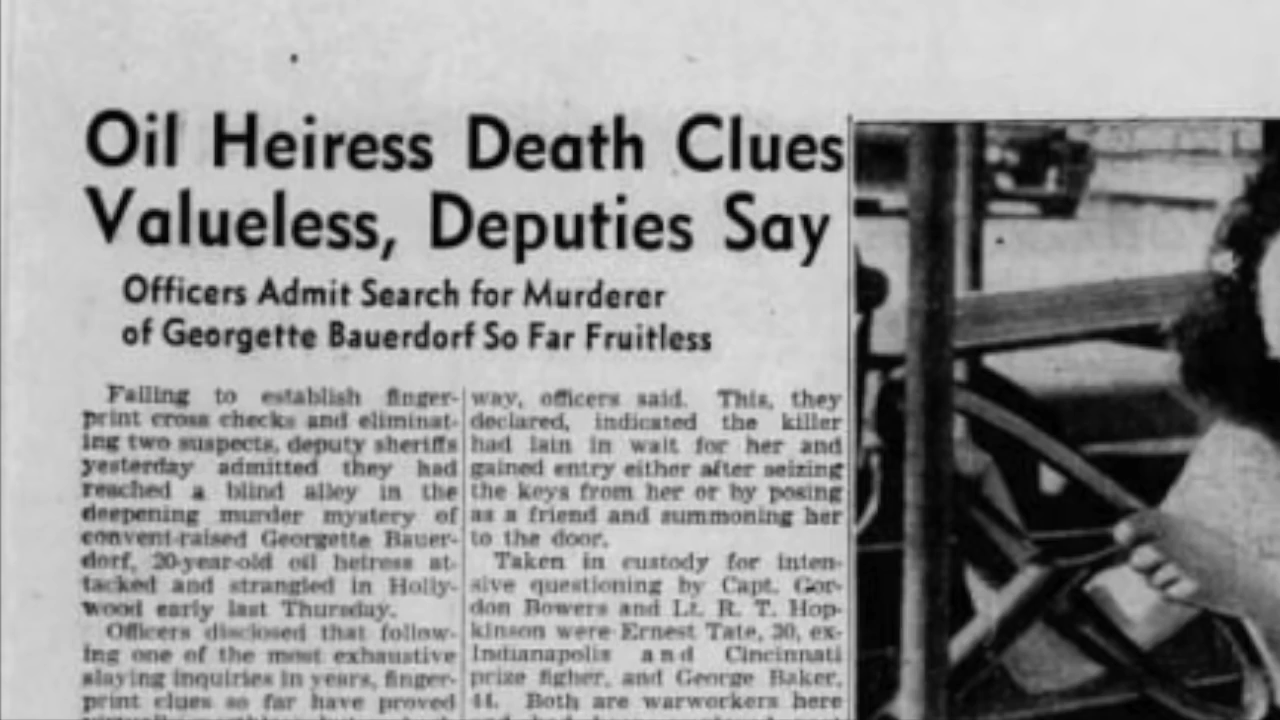 Oil Heiress Death Clues
Valueless, Deputies Say
Officers Admit Search for Murderer
of Georgette Bauerdorf So Far Fruitless
Failing to establish finger-
print cross checks and eliminat-
ing two suspects, deputy sheriffs
yesterday admitted they had
reached a blind alley in the
deepening murder mystery of
convent-raised Georgette Bauer-
dorf, 20-year-old oil heiress at-
tacked and strangled in Holly-
wood early last Thursday.
Officers disclosed that follow-
ing one of the most exhaustive
slaying inquiries in years, finger-
print clues so far have proved
way, officers said. This, they
declared, indicated the killer
had lain in wait for her and
gained entry either after seizing
the keys from her or by posing
as a friend and summoning her
to the door.
Taken in custody for inten-
sive questioning by Capt. Gor-
don Bowers and Lt. R. T. Hop-
kinson were Ernest Tate, 30, ex-
Indianapolis and Cincinnati
prize figher, and George Baker,
44. Both are warworkers here